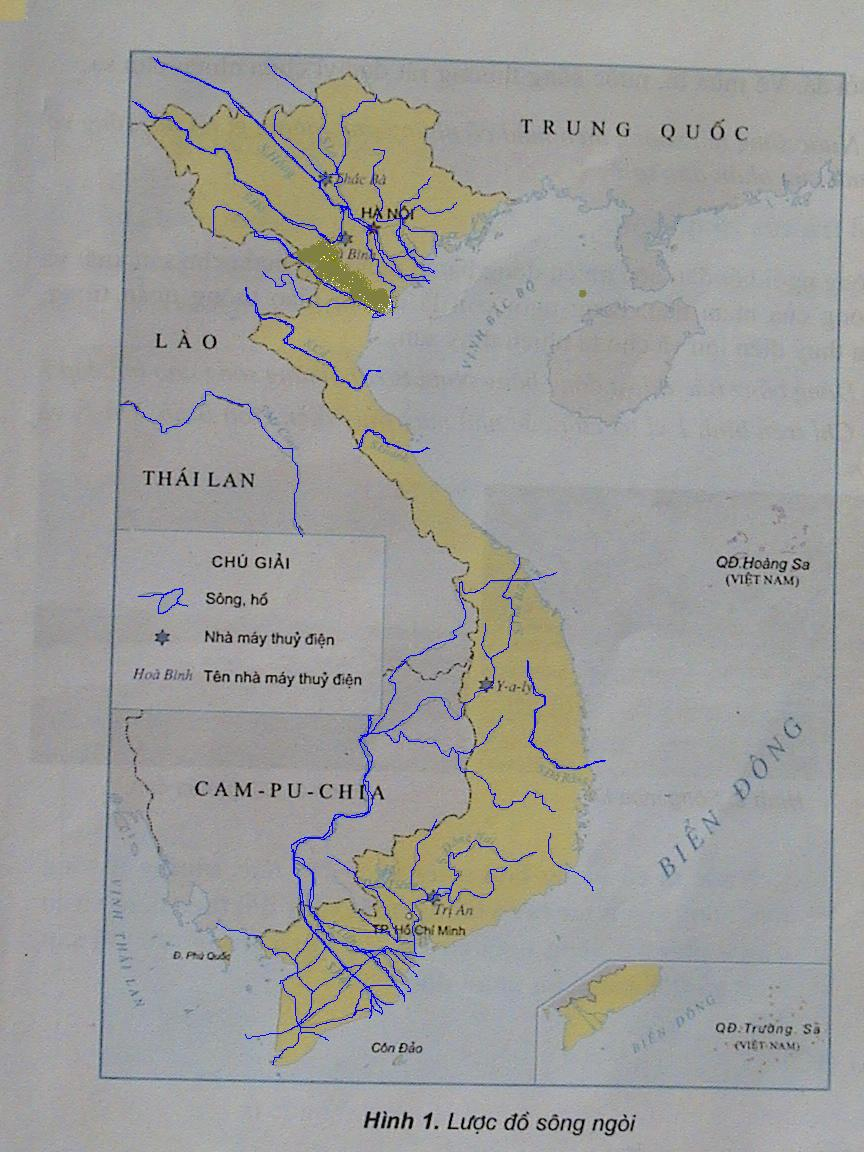 TRUNG QUỐC
Thác Bà
HÀ NỘI
Bình
LÀO
VỊNH BẮC BỘ
THÁI LAN
QĐ.Hoàng Sa
(VIỆT NAM)
CHÚ GIẢI
Sông, hồ
Nhà máy thuỷ điện
Hoà Bình Tên nhà máy thuỷ điện
Y-a-ly
CAM-PU-CHIA
BIỂN ĐÔNG
VỊNH THÁI LAN
Trị An
TP. Hồ Chí Minh
Đ. Phú Quốc
Côn Đảo
BIỂN ĐÔNG
QĐ.Trường Sa
(VIỆT NAM)
Hình 1. Lược đồ sông ngòi